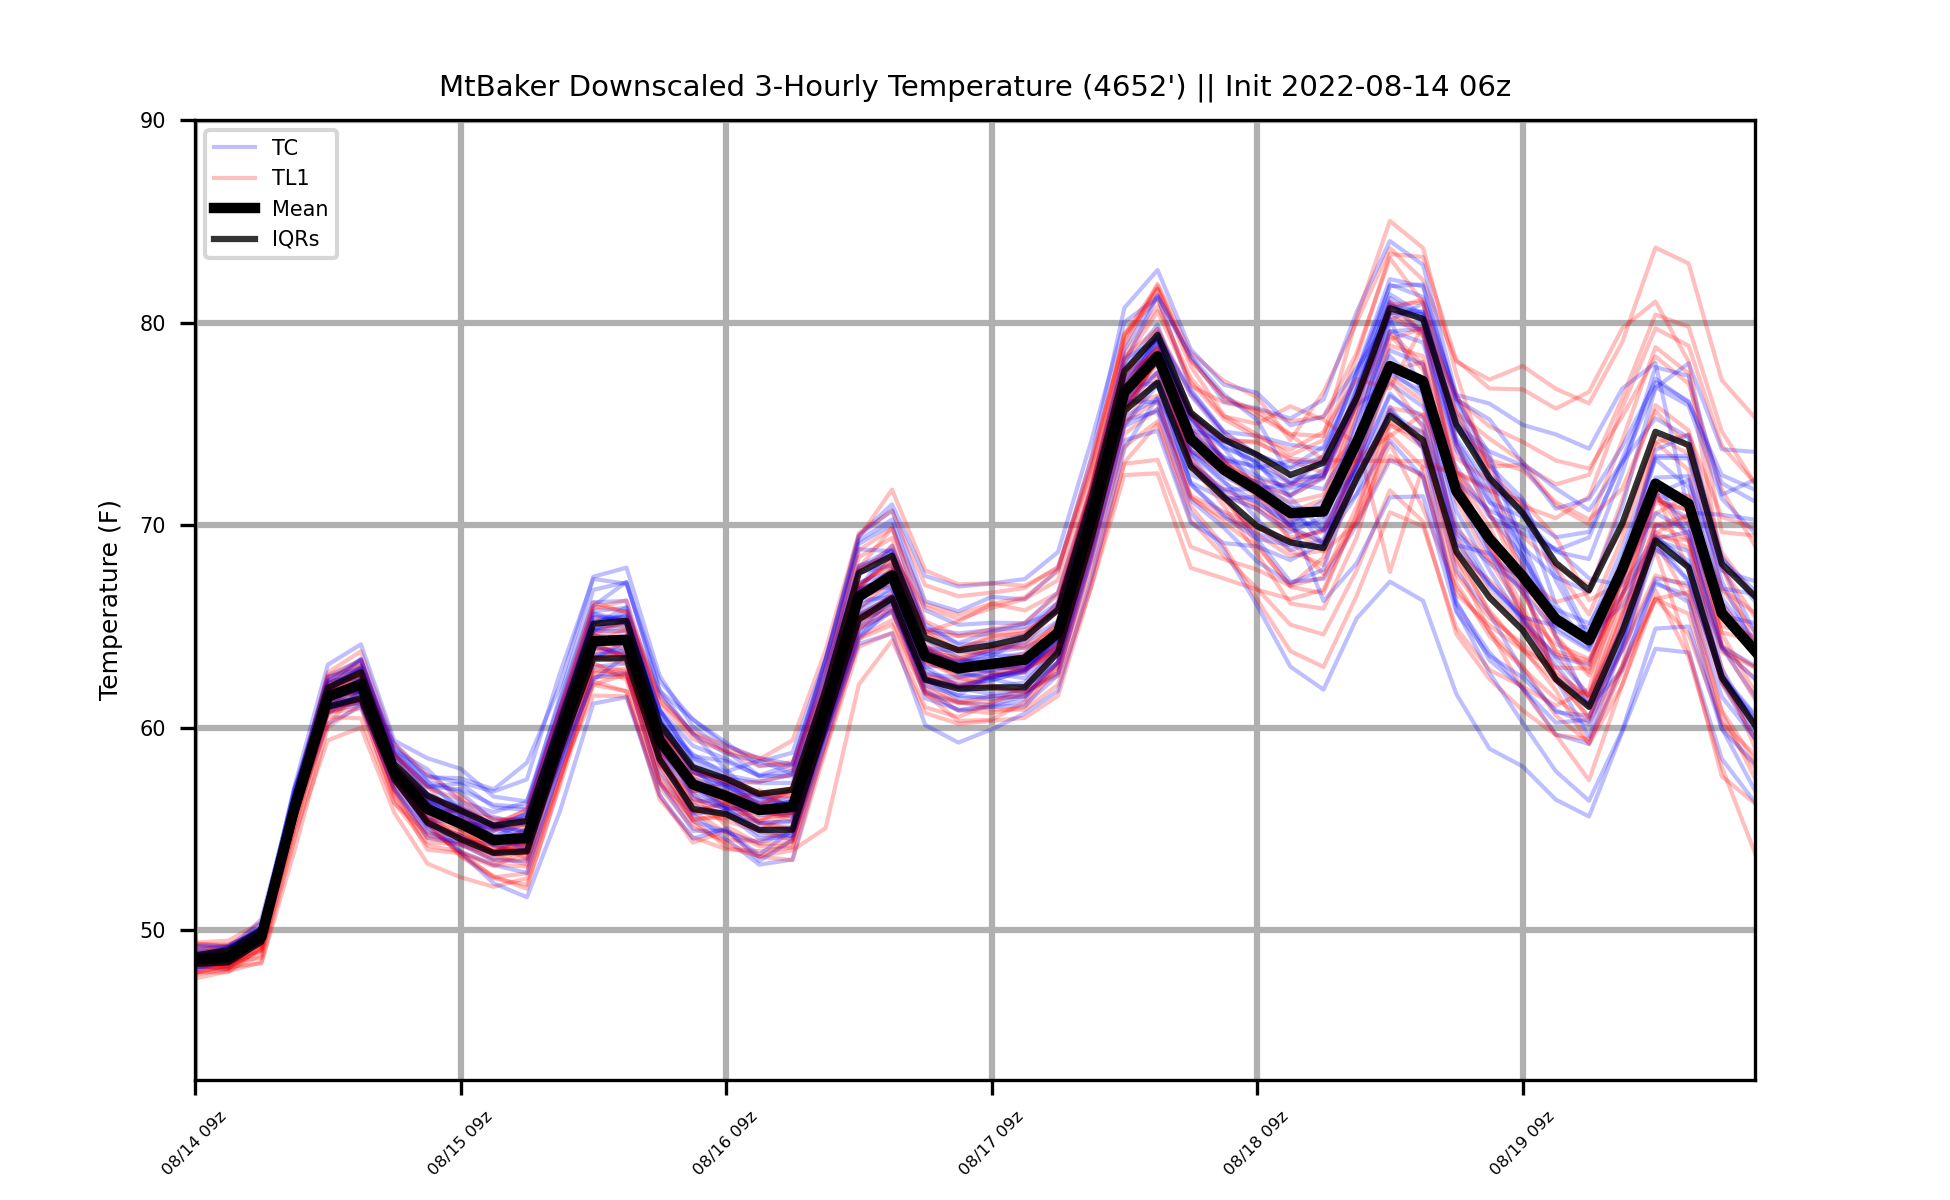 MtBaker Downscaled 3-Hourly Temperature (4652') || Init 2022-08-14 06z
TC
TL1
Mean
IQRs
Temperature (F)
90
80
70
60
50
08/14 09z
08/15 09z
08/16 09z
08/17 09z
08/18 09z
08/19 09z